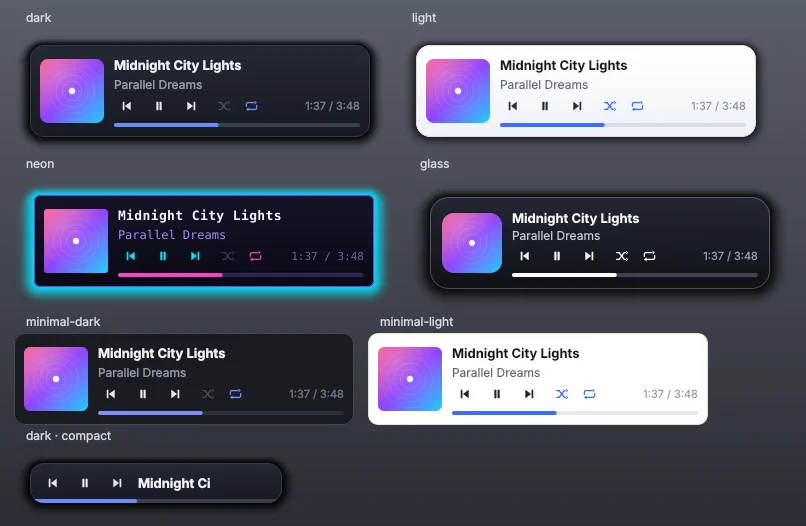 dark
light
Midnight City Lights
Parallel Dreams
1:37 / 3:48
Midnight City Lights
Parallel Dreams
1:37 / 3:48
neon
glass
Midnight City Lights
Parallel Dreams
1:37 / 3:48
Midnight City Lights
Parallel Dreams
1:37 / 3:48
minimal-dark
minimal-light
Midnight City Lights
Parallel Dreams
1:37 / 3:48
Midnight City Lights
Parallel Dreams
1:37 / 3:48
dark · compact
Midnight Ci